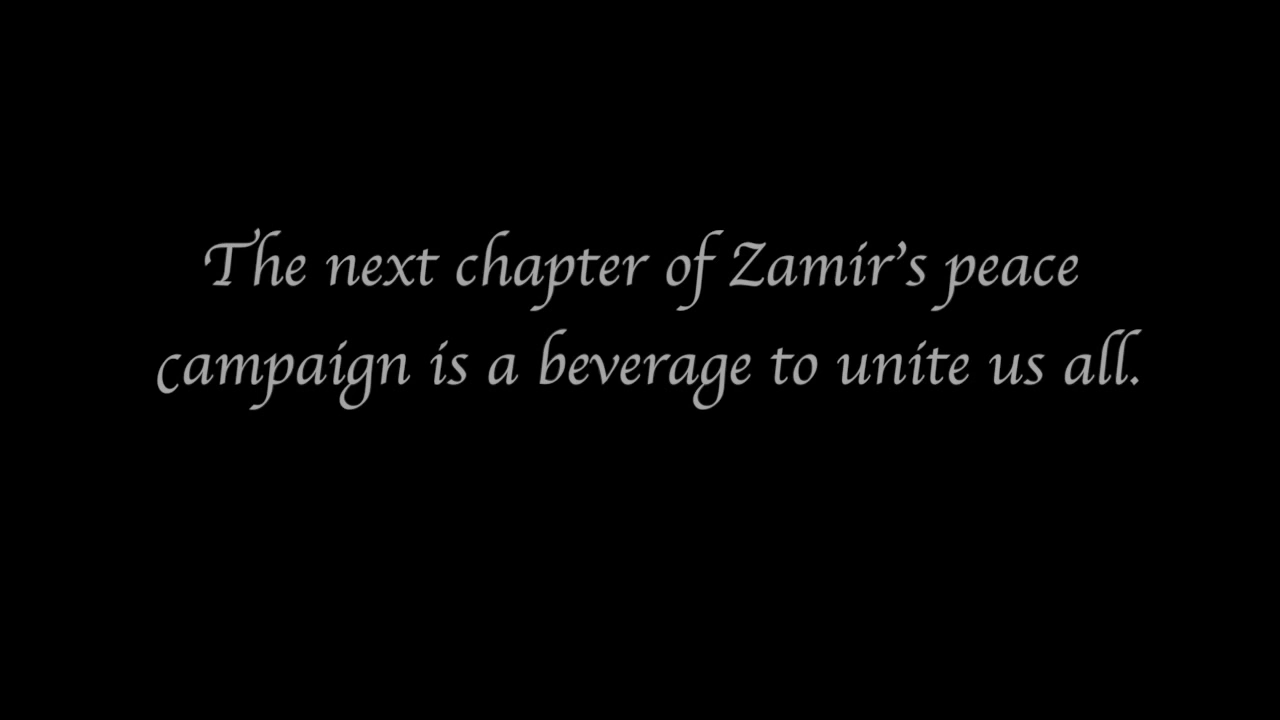 The next chapter of Zamir's peace
campaign is a beverage to unite us all.